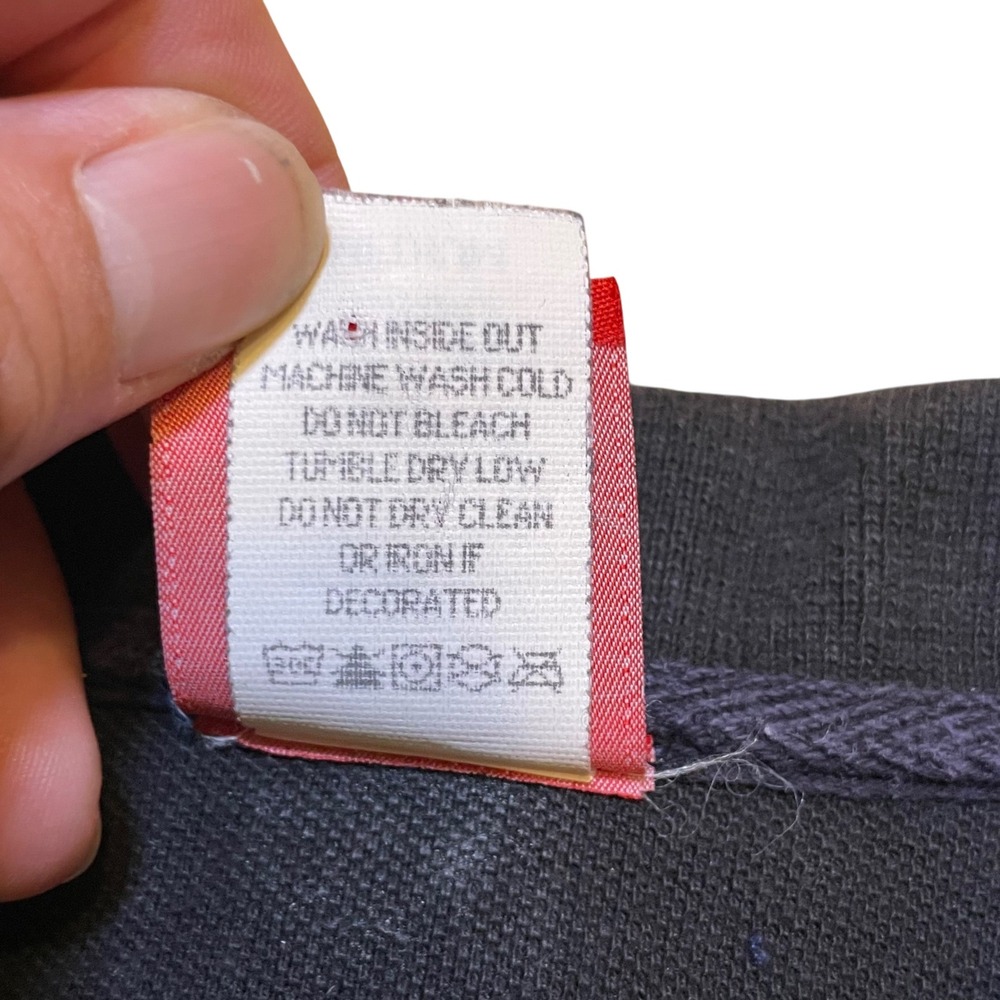 WASH INSIDE OUT
MACHINE WASH COLD
DO NOT BLEACH
TUMBLE DRY LOW
DO NOT DRY CLEAN
OR IRON IF
DECORATED
30C